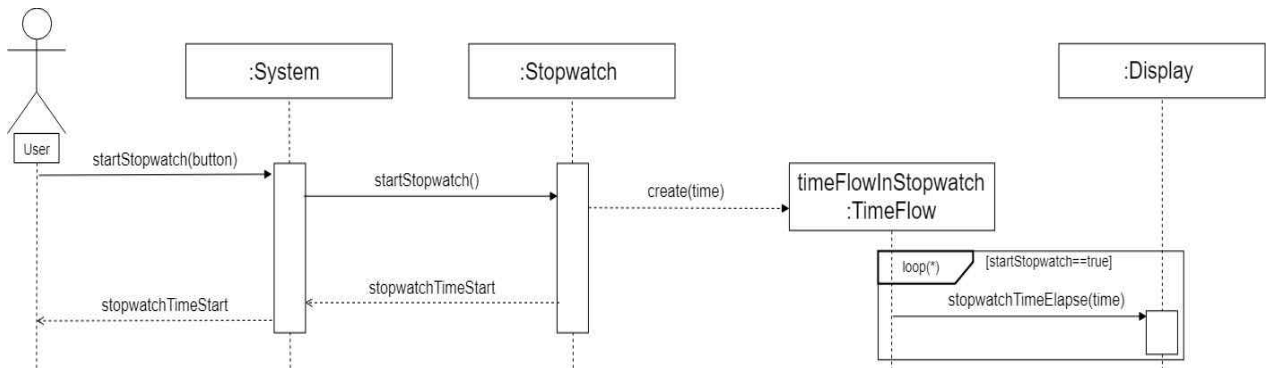 :System
:Stopwatch
:Display
User
startStopwatch(button)
startStopwatch()
create(time)
timeFlowInStopwatch
:TimeFlow
loop(*)
[startStopwatch==true]
stopwatchTimeStart
stopwatchTimeStart
stopwatchTimeElapse(time)